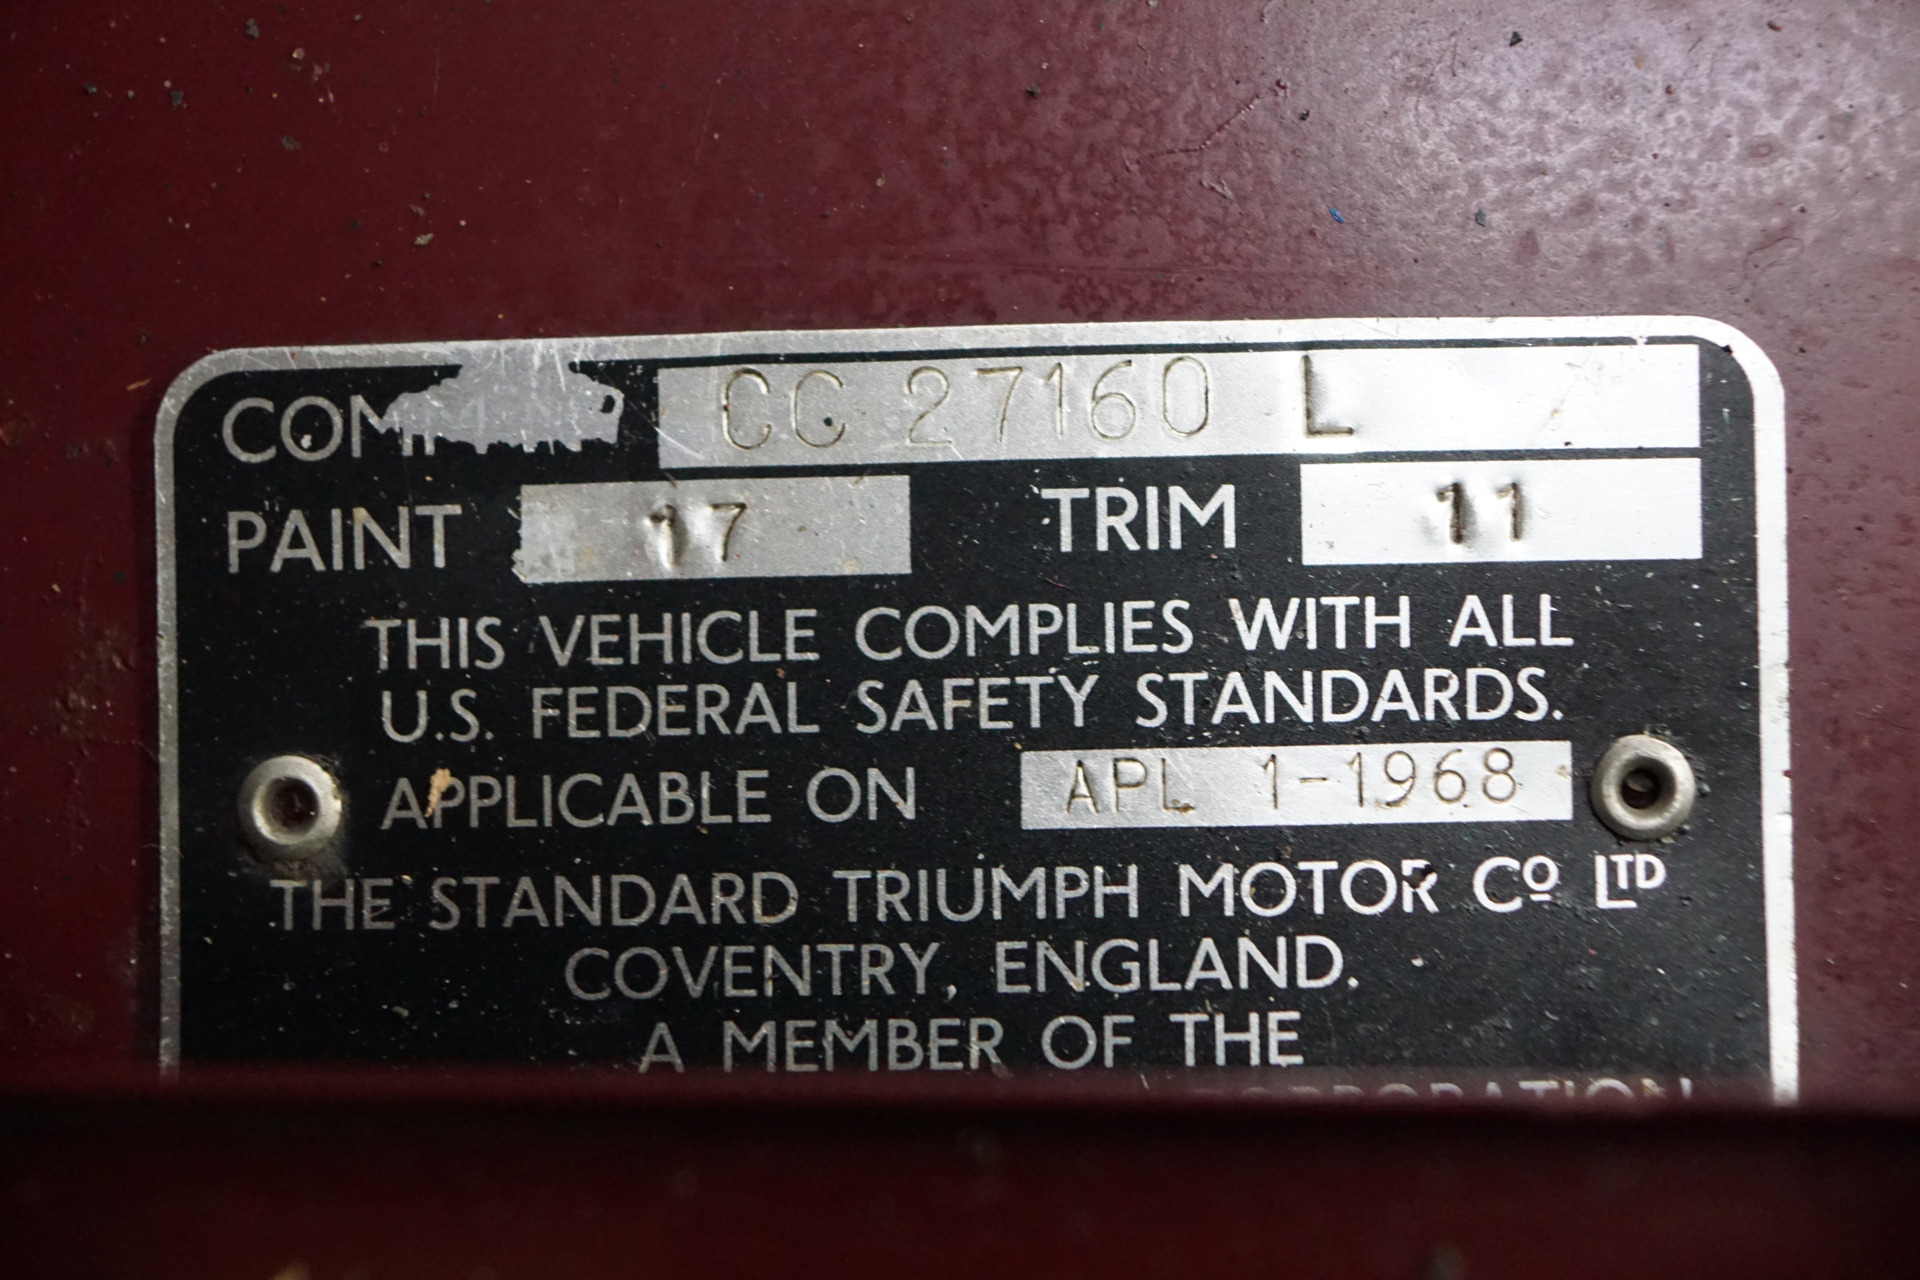 CC 27160 L
PAINT 17 TRIM 11
THIS VEHICLE COMPLIES WITH ALL
U.S. FEDERAL SAFETY STANDARDS.
APPLICABLE ON APL 1-1968
THE STANDARD TRIUMPH MOTOR Cº LTD
COVENTRY, ENGLAND.
A MEMBER OF THE
CORPORATION